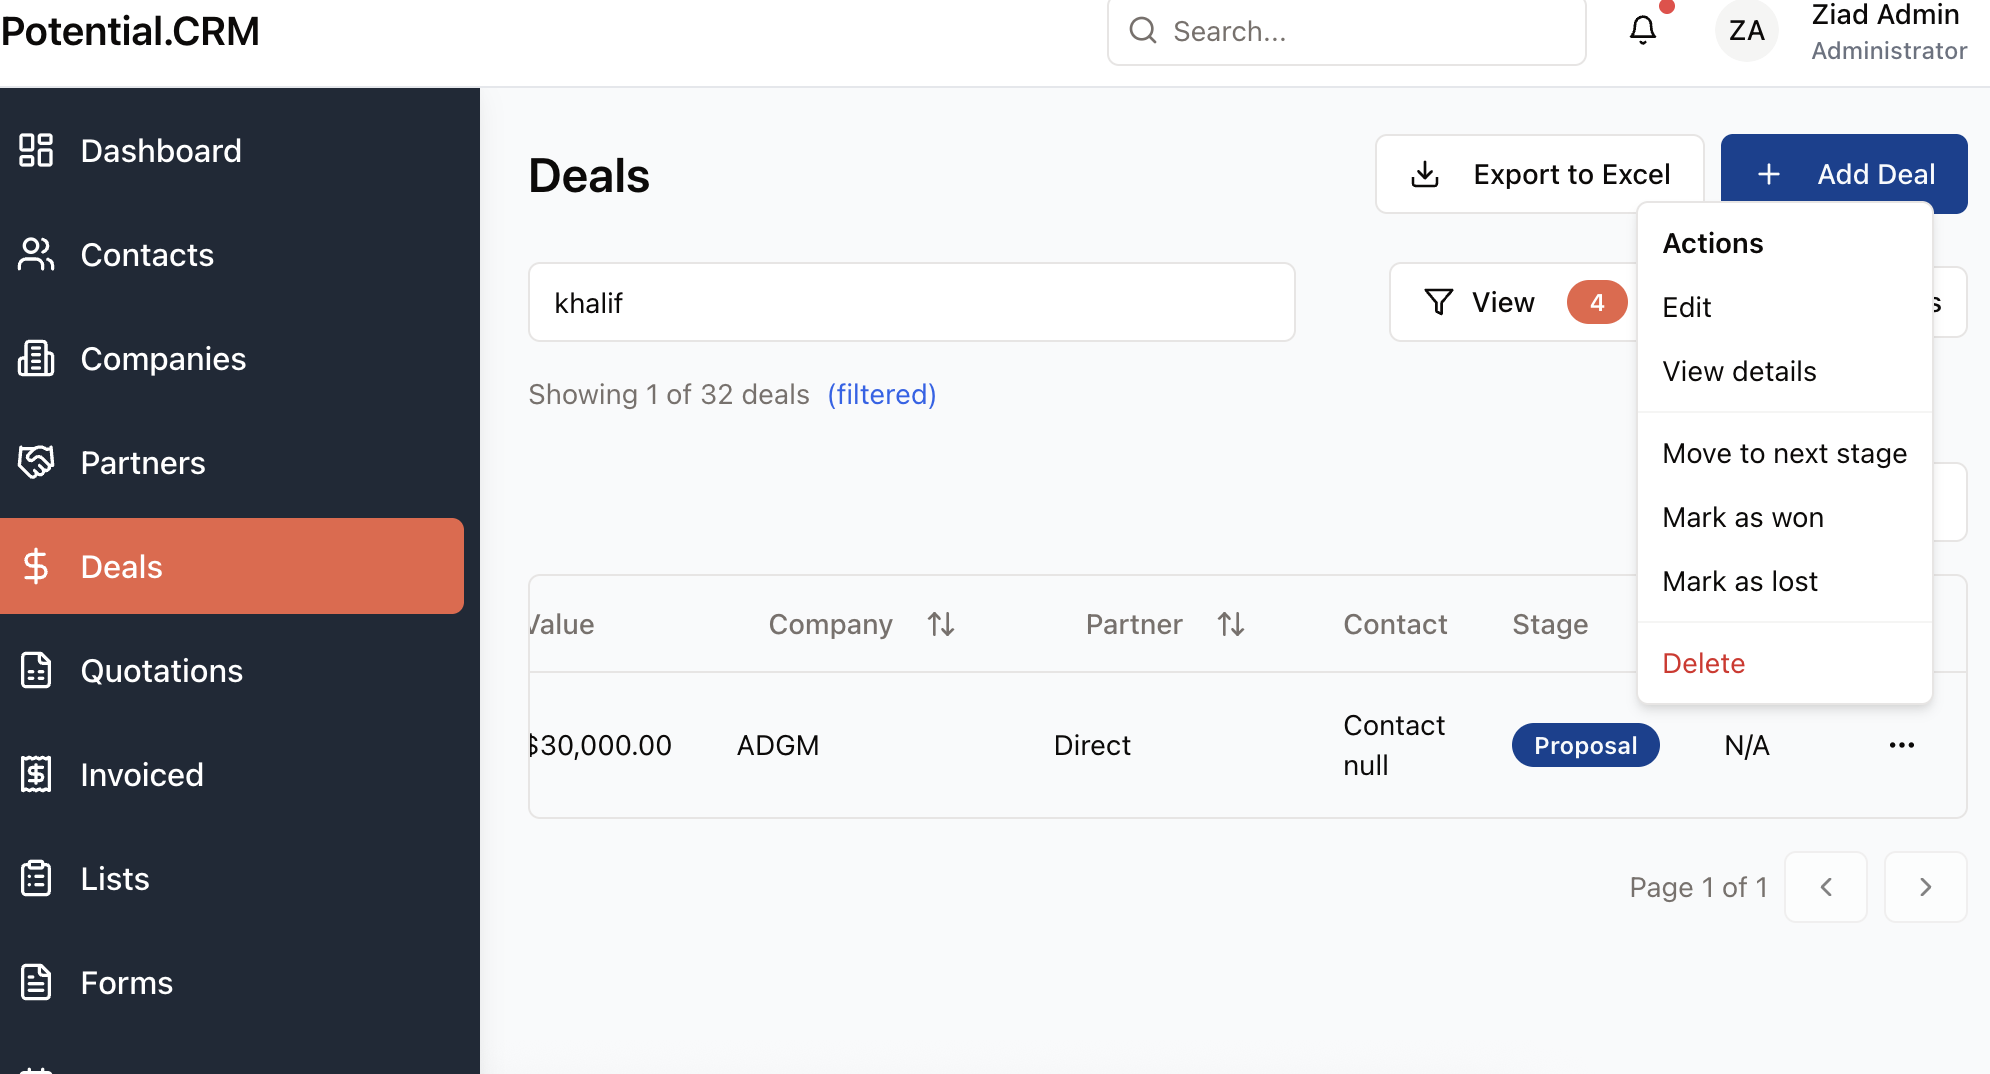 Potential.CRM
Search...
ZA
Ziad Admin
Administrator
Dashboard
Contacts
Companies
Partners
Deals
Quotations
Invoiced
Lists
Forms
Deals
Export to Excel
Add Deal
khalif
View 4
s
Showing 1 of 32 deals (filtered)
Actions
Edit
View details
Move to next stage
Mark as won
Mark as lost
Delete
Value Company Partner Contact Stage
$30,000.00 ADGM Direct Contact null Proposal N/A
Page 1 of 1